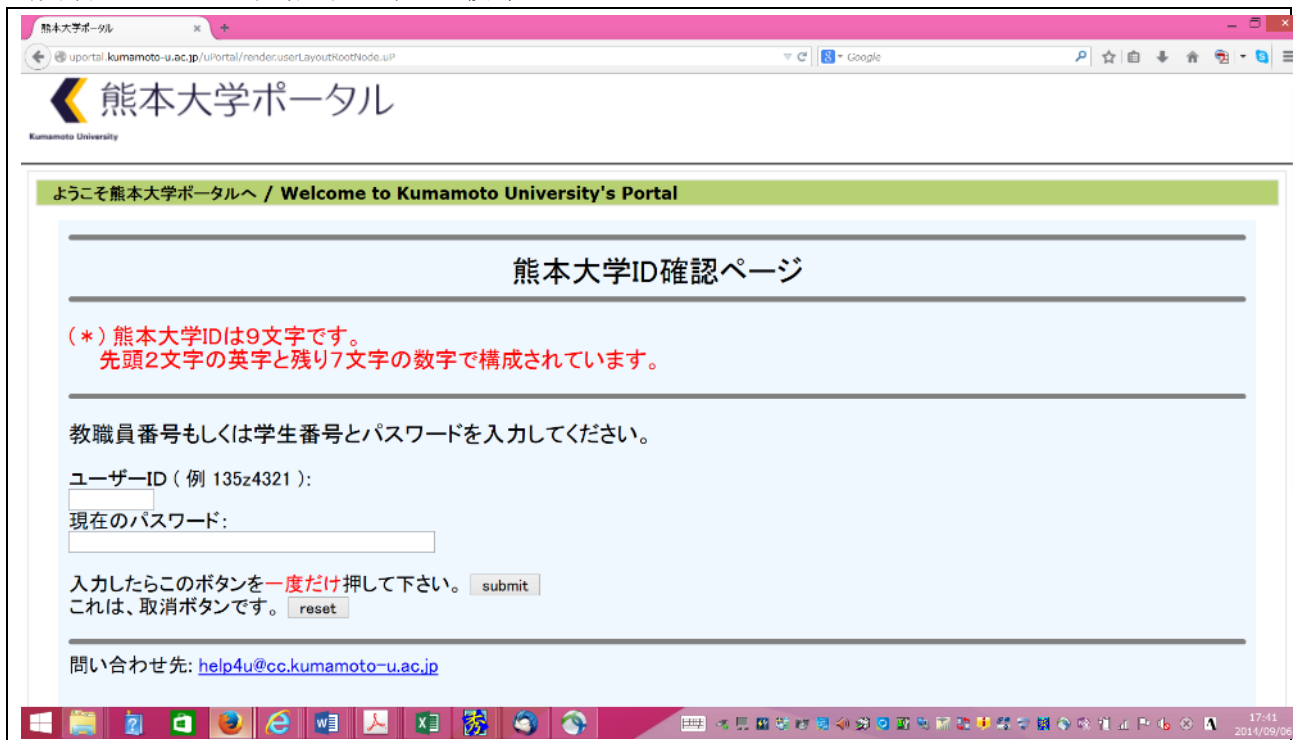 熊本大学ポータル
uportal.kumamoto-u.ac.jp/uPortal/render.userLayoutRootNode.uP
Google
熊本大学ポータル
Kumamoto University
ようこそ熊本大学ポータルへ / Welcome to Kumamoto University's Portal
熊本大学ID確認ページ
(*) 熊本大学IDは9文字です。
先頭2文字の英字と残り7文字の数字で構成されています。
教職員番号もしくは学生番号とパスワードを入力してください。
ユーザーID ( 例 135z4321 ):
現在のパスワード:
入力したらこのボタンを一度だけ押して下さい。 submit
これは、取消ボタンです。 reset
問い合わせ先: help4u@cc.kumamoto-u.ac.jp
17:41
2014/09/06